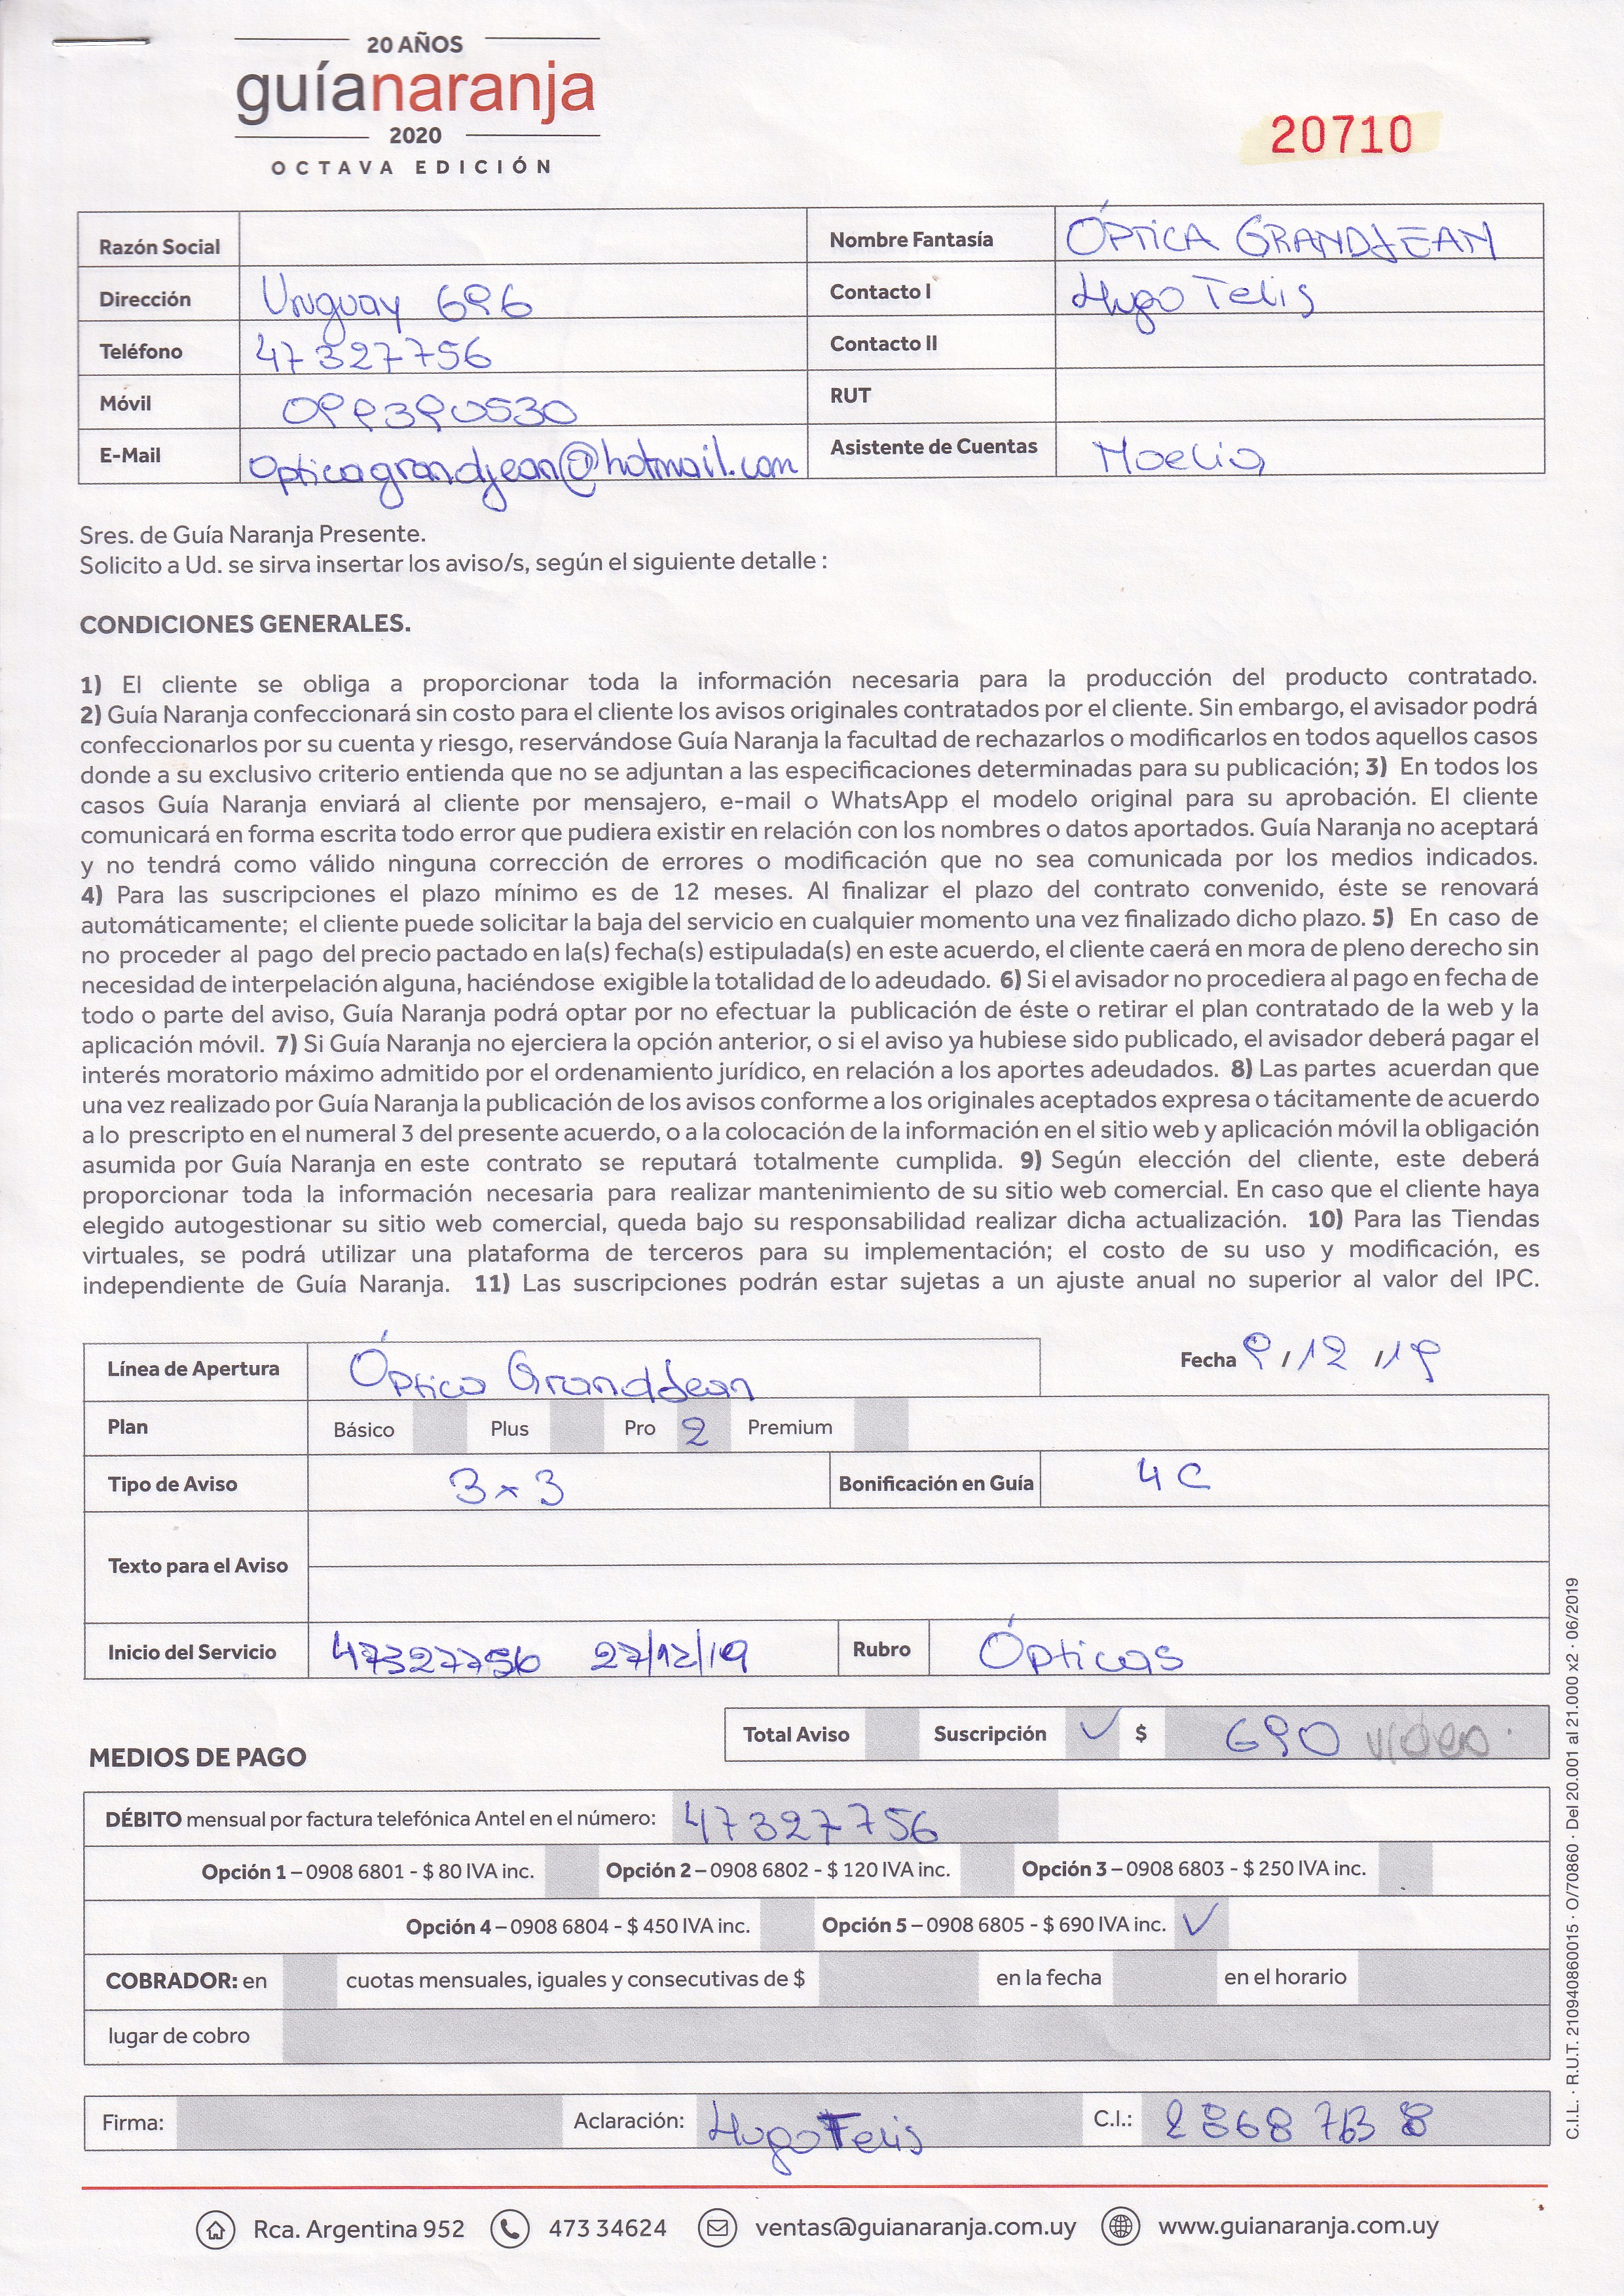 20 AÑOS
guíanaranja
2020
OCTAVA EDICIÓN
20710
Razón Social
Nombre Fantasía ÓPTICA GRANDJEAN
Dirección Uruguay 696
Contacto I Hugo
Teléfono 47327756
Contacto II
Móvil 099390530
RUT
E-Mail opticagrandjean@hotmail.com
Asistente de Cuentas
Sres. de Guía Naranja Presente.
Solicito a Ud. se sirva insertar los aviso/s, según el siguiente detalle :
CONDICIONES GENERALES.
1) El cliente se obliga a proporcionar toda la información necesaria para la producción del producto contratado.
2) Guía Naranja confeccionará sin costo para el cliente los avisos originales contratados por el cliente. Sin embargo, el avisador podrá
confeccionarlos por su cuenta y riesgo, reservándose Guía Naranja la facultad de rechazarlos o modificarlos en todos aquellos casos
donde a su exclusivo criterio entienda que no se adjuntan a las especificaciones determinadas para su publicación; 3) En todos los
casos Guía Naranja enviará al cliente por mensajero, e-mail o WhatsApp el modelo original para su aprobación. El cliente
comunicará en forma escrita todo error que pudiera existir en relación con los nombres o datos aportados. Guía Naranja no aceptará
y no tendrá como válido ninguna corrección de errores o modificación que no sea comunicada por los medios indicados.
4) Para las suscripciones el plazo mínimo es de 12 meses. Al finalizar el plazo del contrato convenido, éste se renovará
automáticamente; el cliente puede solicitar la baja del servicio en cualquier momento una vez finalizado dicho plazo. 5) En caso de
no proceder al pago del precio pactado en la(s) fecha(s) estipulada(s) en este acuerdo, el cliente caerá en mora de pleno derecho sin
necesidad de interpelación alguna, haciéndose exigible la totalidad de lo adeudado. 6) Si el avisador no procediera al pago en fecha de
todo o parte del aviso, Guía Naranja podrá optar por no efectuar la publicación de éste o retirar el plan contratado de la web y la
aplicación móvil. 7) Si Guía Naranja no ejerciera la opción anterior, o si el aviso ya hubiese sido publicado, el avisador deberá pagar el
interés moratorio máximo admitido por el ordenamiento jurídico, en relación a los aportes adeudados. 8) Las partes acuerdan que
una vez realizado por Guía Naranja la publicación de los avisos conforme a los originales aceptados expresa o tácitamente de acuerdo
a lo prescripto en el numeral 3 del presente acuerdo, o a la colocación de la información en el sitio web y aplicación móvil la obligación
asumida por Guía Naranja en este contrato se reputará totalmente cumplida. 9) Según elección del cliente, este deberá
proporcionar toda la información necesaria para realizar mantenimiento de su sitio web comercial. En caso que el cliente haya
elegido autogestionar su sitio web comercial, queda bajo su responsabilidad realizar dicha actualización. 10) Para las Tiendas
virtuales, se podrá utilizar una plataforma de terceros para su implementación; el costo de su uso y modificación, es
independiente de Guía Naranja. 11) Las suscripciones podrán estar sujetas a un ajuste anual no superior al valor del IPC.
Línea de Apertura Óptica GrandJean
Fecha 9/12/19
Plan Básico Plus Pro 2 Premium
Tipo de Aviso 3x3 Bonificación en Guía 4C
Texto para el Aviso
Inicio del Servicio 47327756 27/12/19 Rubro Ópticas
Total Aviso Suscripción ✓ $ 690 video
MEDIOS DE PAGO
DÉBITO mensual por factura telefónica Antel en el número: 47327756
Opción 1 – 0908 6801 - $ 80 IVA inc. Opción 2 – 0908 6802 - $ 120 IVA inc. Opción 3 – 0908 6803 - $ 250 IVA inc.
Opción 4 – 0908 6804 - $ 450 IVA inc. Opción 5 – 0908 6805 - $ 690 IVA inc. ✓
COBRADOR: en cuotas mensuales, iguales y consecutivas de $ en la fecha en el horario
lugar de cobro
Firma: Aclaración: Hugo C.I.:
Rca. Argentina 952 473 34624 ventas@guianaranja.com.uy www.guianaranja.com.uy
C.I.L. · R.U.T. 210940860015 · O/70860 · Del 20.001 al 21.000 x2 · 06/2019